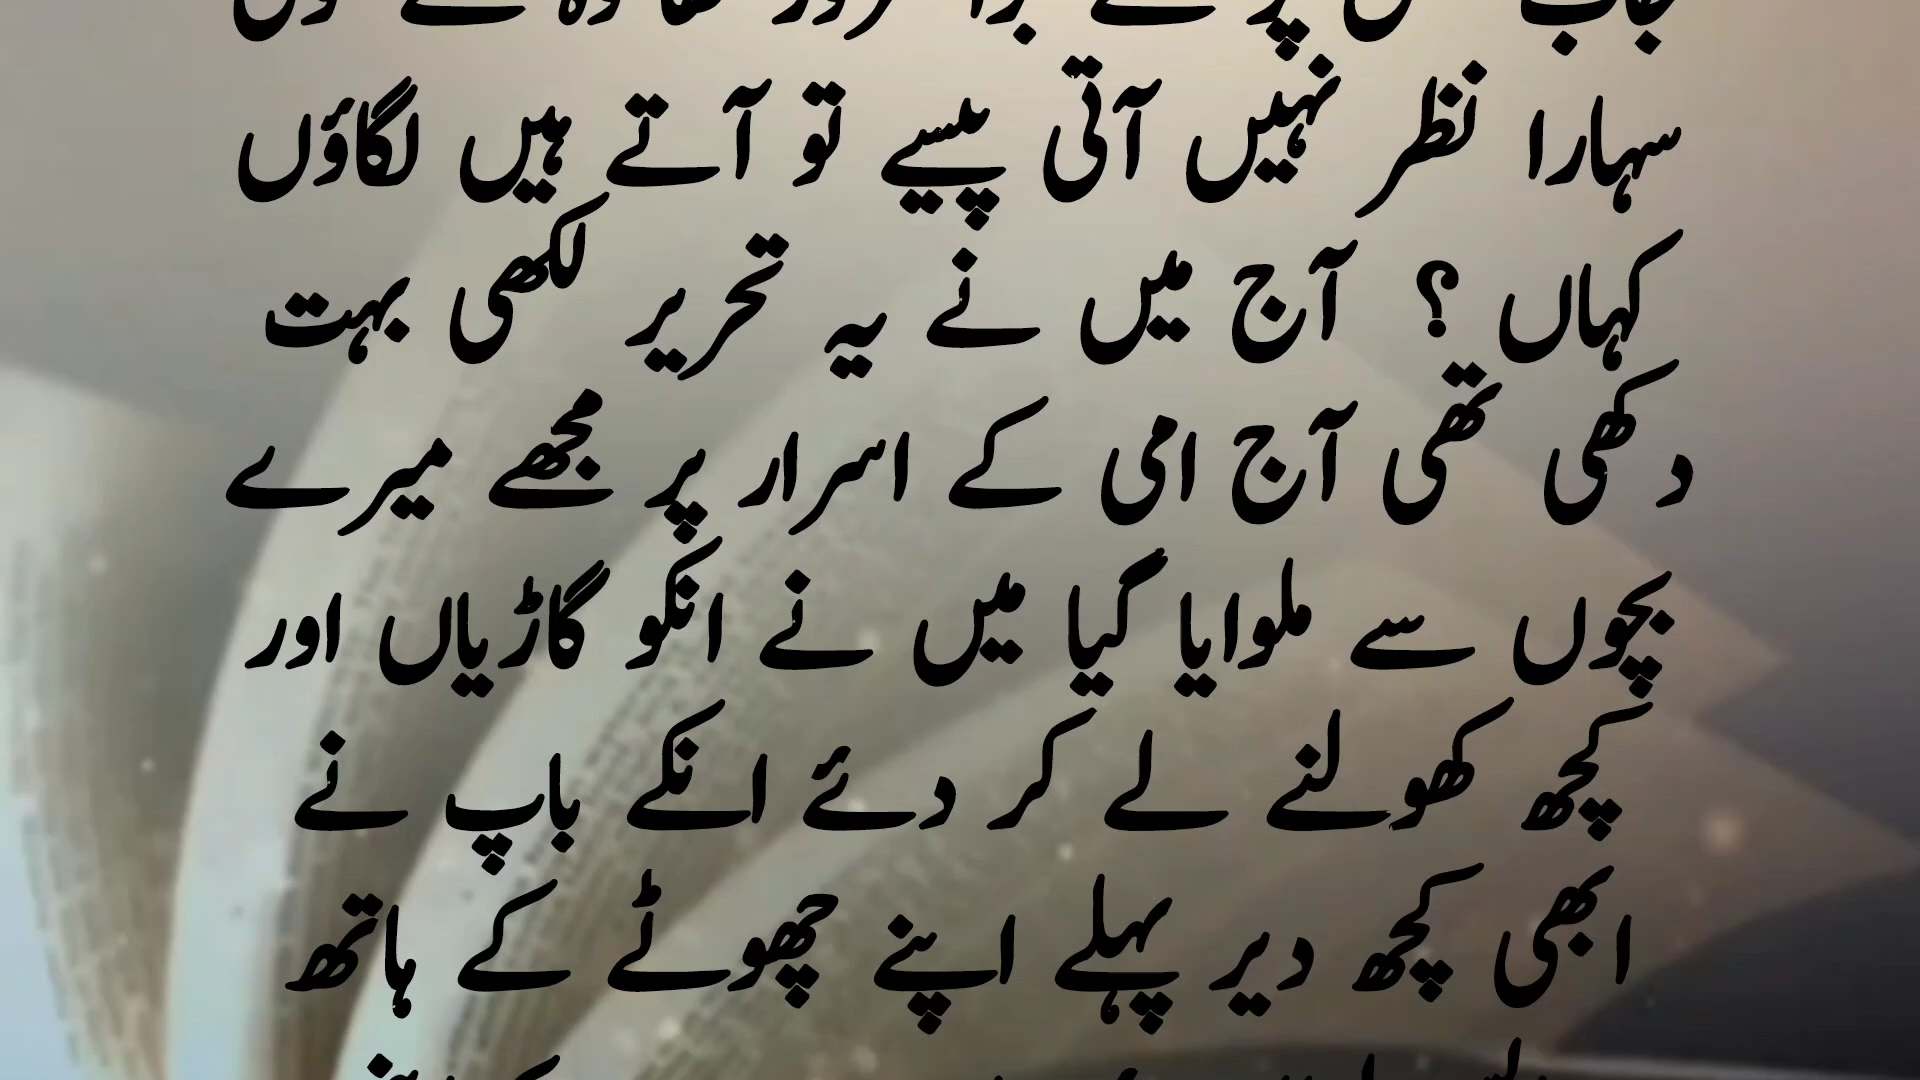 سہارا نظر نہیں آتی پیسے تو آتے ہیں لگاؤں
کہاں ؟ آج میں نے یہ تحریر لکھی بہت
دکھی تھی آج امی کے اسرار پر مجھے میرے
بچوں سے ملوایا گیا میں نے انکو گاڑیاں اور
کچھ کھولنے لے کر دئے انکے باپ نے
ابھی کچھ دیر پہلے اپنے چھوٹے کے ہاتھ